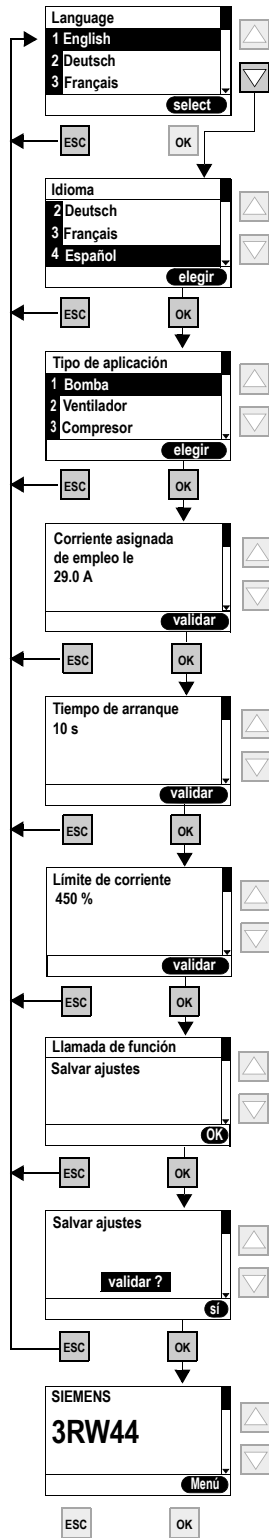 Language
1 English
2 Deutsch
3 Français
select
ESC
OK
Idioma
2 Deutsch
3 Français
4 Español
elegir
ESC
OK
Tipo de aplicación
1 Bomba
2 Ventilador
3 Compresor
elegir
ESC
OK
Corriente asignada
de empleo Ie
29.0 A
validar
ESC
OK
Tiempo de arranque
10 s
validar
ESC
OK
Límite de corriente
450 %
validar
ESC
OK
Llamada de función
Salvar ajustes
OK
ESC
OK
Salvar ajustes
validar ?
sí
ESC
OK
SIEMENS
3RW44
Menú
ESC
OK